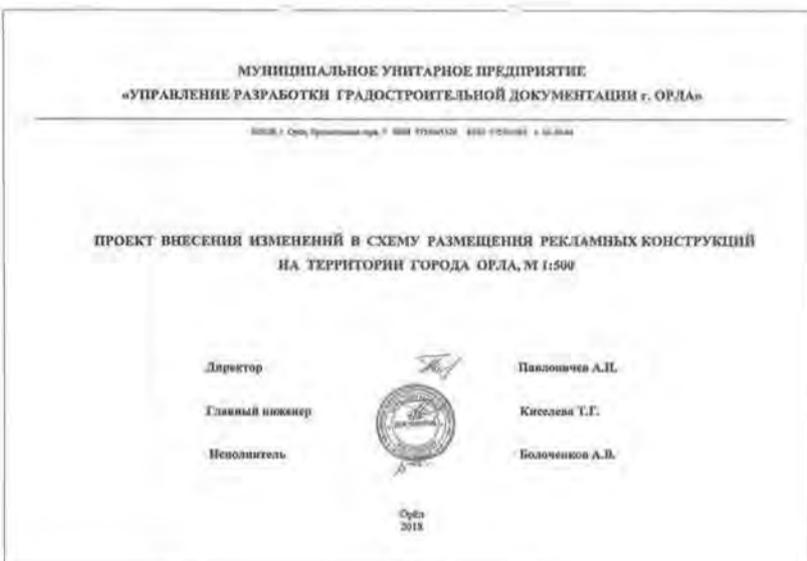 МУНИЦИПАЛЬНОЕ УНИТАРНОЕ ПРЕДПРИЯТИЕ
«УПРАВЛЕНИЕ РАЗРАБОТКИ ГРАДОСТРОИТЕЛЬНОЙ ДОКУМЕНТАЦИИ г. ОРЛА»
ПРОЕКТ ВНЕСЕНИЯ ИЗМЕНЕНИЙ В СХЕМУ РАЗМЕЩЕНИЯ РЕКЛАМНЫХ КОНСТРУКЦИЙ
НА ТЕРРИТОРИИ ГОРОДА ОРЛА, М 1:500
Директор
Главный инженер Киселева Т.Г.
Исполнитель Болоченков А.В.
Орёл
2018